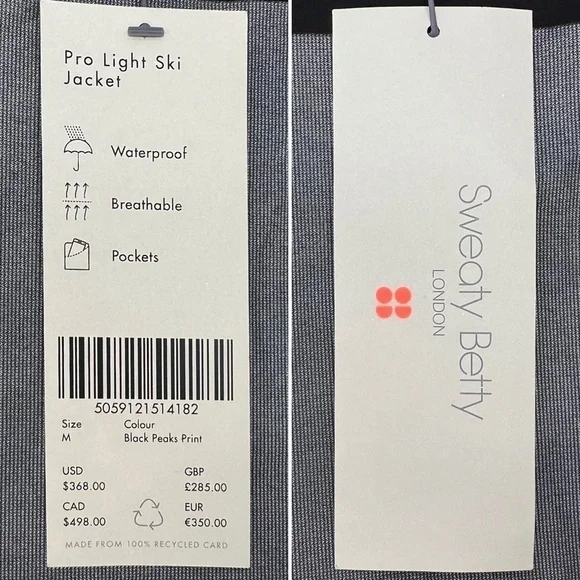 Pro Light Ski
Jacket
Waterproof
Breathable
Pockets
5059121514182
Size Colour
M Black Peaks Print
USD GBP
$368.00 £285.00
CAD EUR
$498.00 €350.00
MADE FROM 100% RECYCLED CARD
Sweaty Betty
LONDON